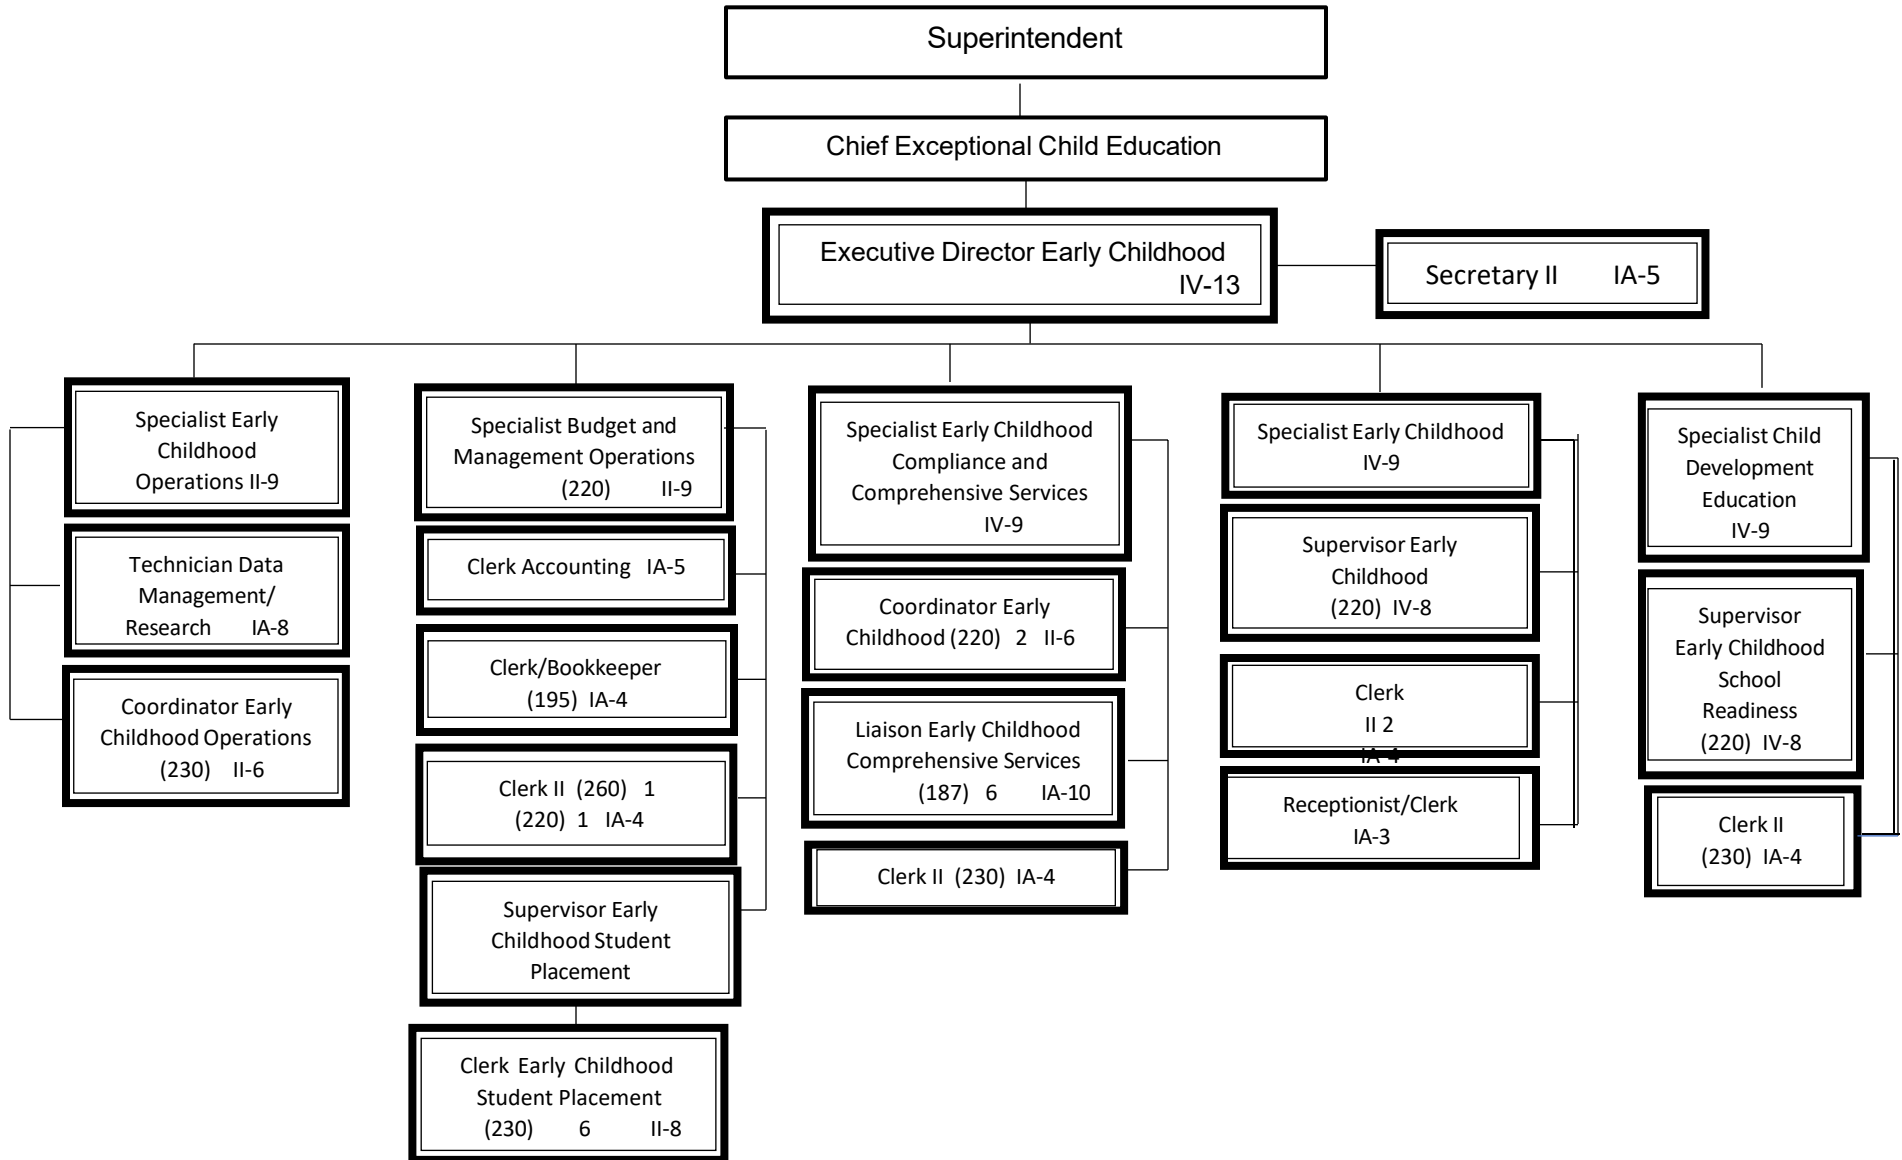 Superintendent
Chief Exceptional Child Education
Executive Director Early Childhood
IV-13
Secretary II IA-5
Specialist Early
Childhood
Operations II-9
Technician Data
Management/
Research IA-8
Coordinator Early
Childhood Operations
(230) II-6
Specialist Budget and
Management Operations
(220) II-9
Clerk Accounting IA-5
Clerk/Bookkeeper
(195) IA-4
Clerk II (260) 1
(220) 1 IA-4
Supervisor Early
Childhood Student
Placement
Clerk Early Childhood
Student Placement
(230) 6 II-8
Specialist Early Childhood
Compliance and
Comprehensive Services
IV-9
Coordinator Early
Childhood (220) 2 II-6
Liaison Early Childhood
Comprehensive Services
(187) 6 IA-10
Clerk II (230) IA-4
Specialist Early Childhood
IV-9
Supervisor Early
Childhood
(220) IV-8
Clerk
II 2
IA-4
Receptionist/Clerk
IA-3
Specialist Child
Development
Education
IV-9
Supervisor
Early Childhood
School
Readiness
(220) IV-8
Clerk II
(230) IA-4